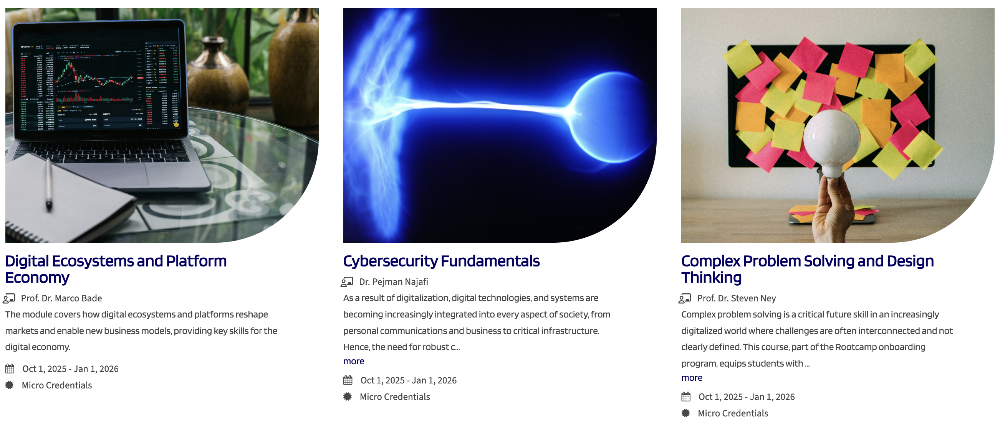 Digital Ecosystems and Platform
Economy
Prof. Dr. Marco Bade
The module covers how digital ecosystems and platforms reshape
markets and enable new business models, providing key skills for the
digital economy.
Oct 1, 2025 - Jan 1, 2026
Micro Credentials
Cybersecurity Fundamentals
Dr. Pejman Najafi
As a result of digitalization, digital technologies, and systems are
becoming increasingly integrated into every aspect of society, from
personal communications and business to critical infrastructure.
Hence, the need for robust c...
more
Oct 1, 2025 - Jan 1, 2026
Micro Credentials
Complex Problem Solving and Design
Thinking
Prof. Dr. Steven Ney
Complex problem solving is a critical future skill in an increasingly
digitalized world where challenges are often interconnected and not
clearly defined. This course, part of the Rootcamp onboarding
program, equips students with ...
more
Oct 1, 2025 - Jan 1, 2026
Micro Credentials